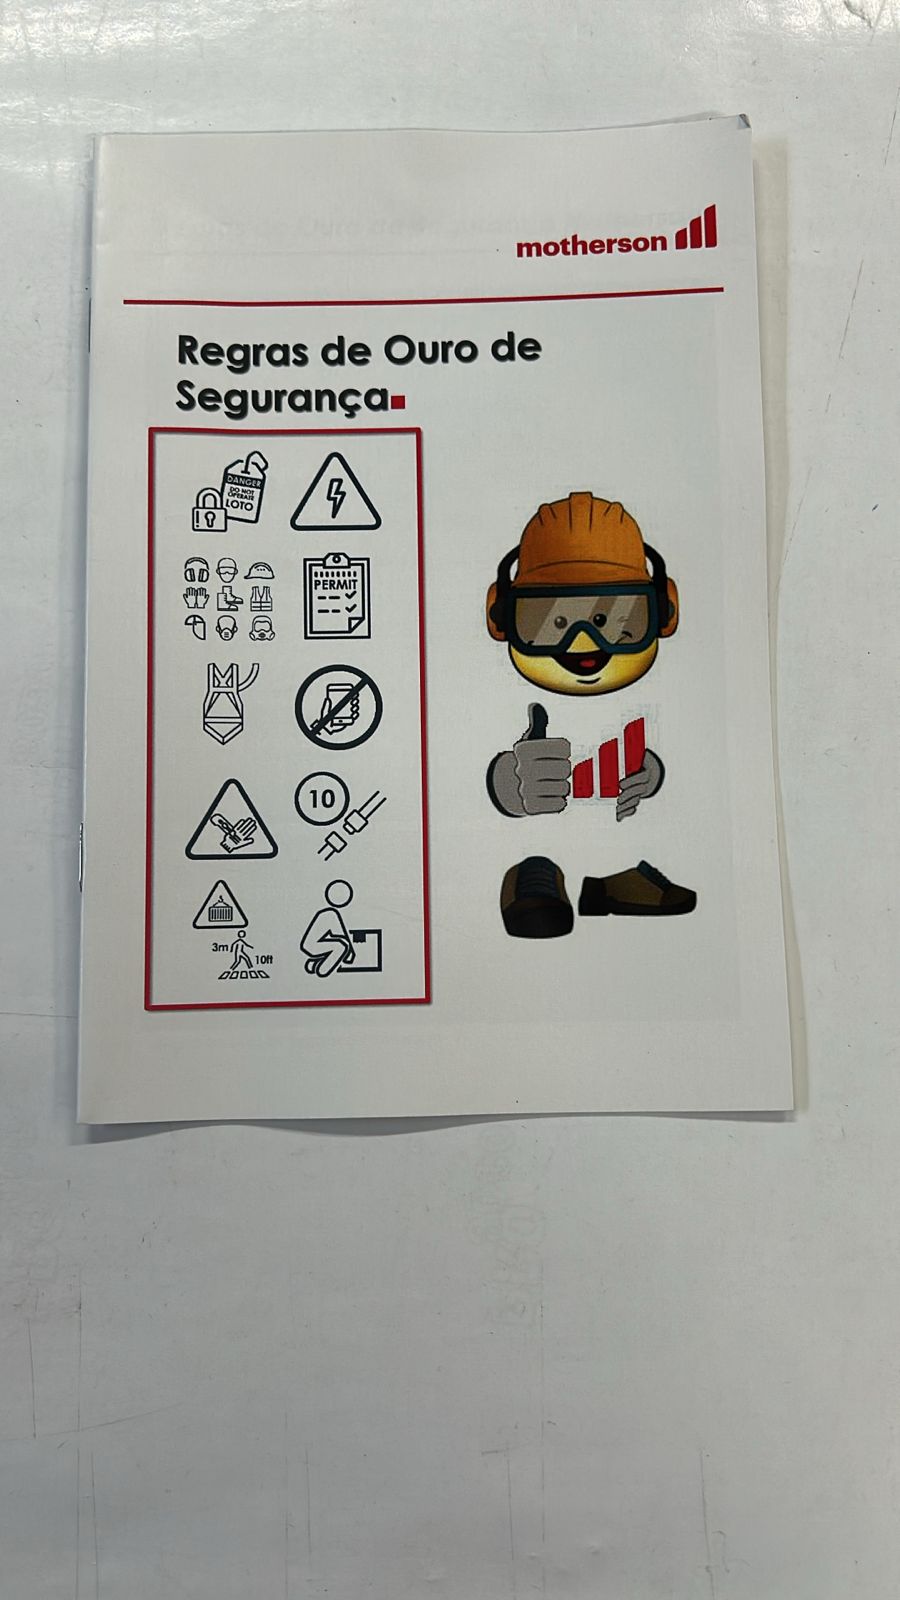 motherson
Regras de Ouro de
Segurança
DANGER
DO NOT
OPERATE
LOTO
PERMIT
10
3m
10ft